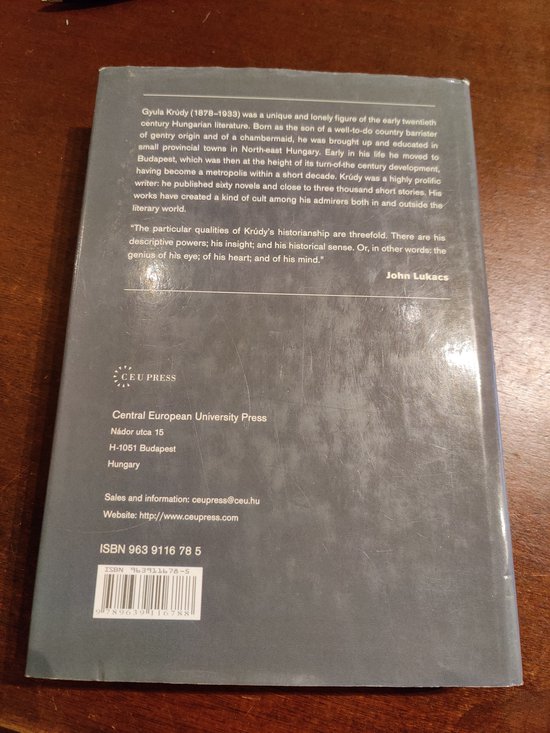 Gyula Krúdy (1878–1933) was a unique and lonely figure of the early twentieth
century Hungarian literature. Born as the son of a well-to-do country barrister
of gentry origin and of a chambermaid, he was brought up and educated in
small provincial towns in North-east Hungary. Early in his life he moved to
Budapest, which was then at the height of its turn-of-the century development,
having become a metropolis within a short decade. Krúdy was a highly prolific
writer: he published sixty novels and close to three thousand short stories. His
works have created a kind of cult among his admirers both in and outside the
literary world.
"The particular qualities of Krúdy's historianship are threefold. There are his
descriptive powers; his insight; and his historical sense. Or, in other words: the
genius of his eye; of his heart; and of his mind."
John Lukacs
CEU PRESS
Central European University Press
Nádor utca 15
H-1051 Budapest
Hungary
Sales and information: ceupress@ceu.hu
Website: http://www.ceupress.com
ISBN 963 9116 78 5
ISBN 963911678-5
9 789639 116788